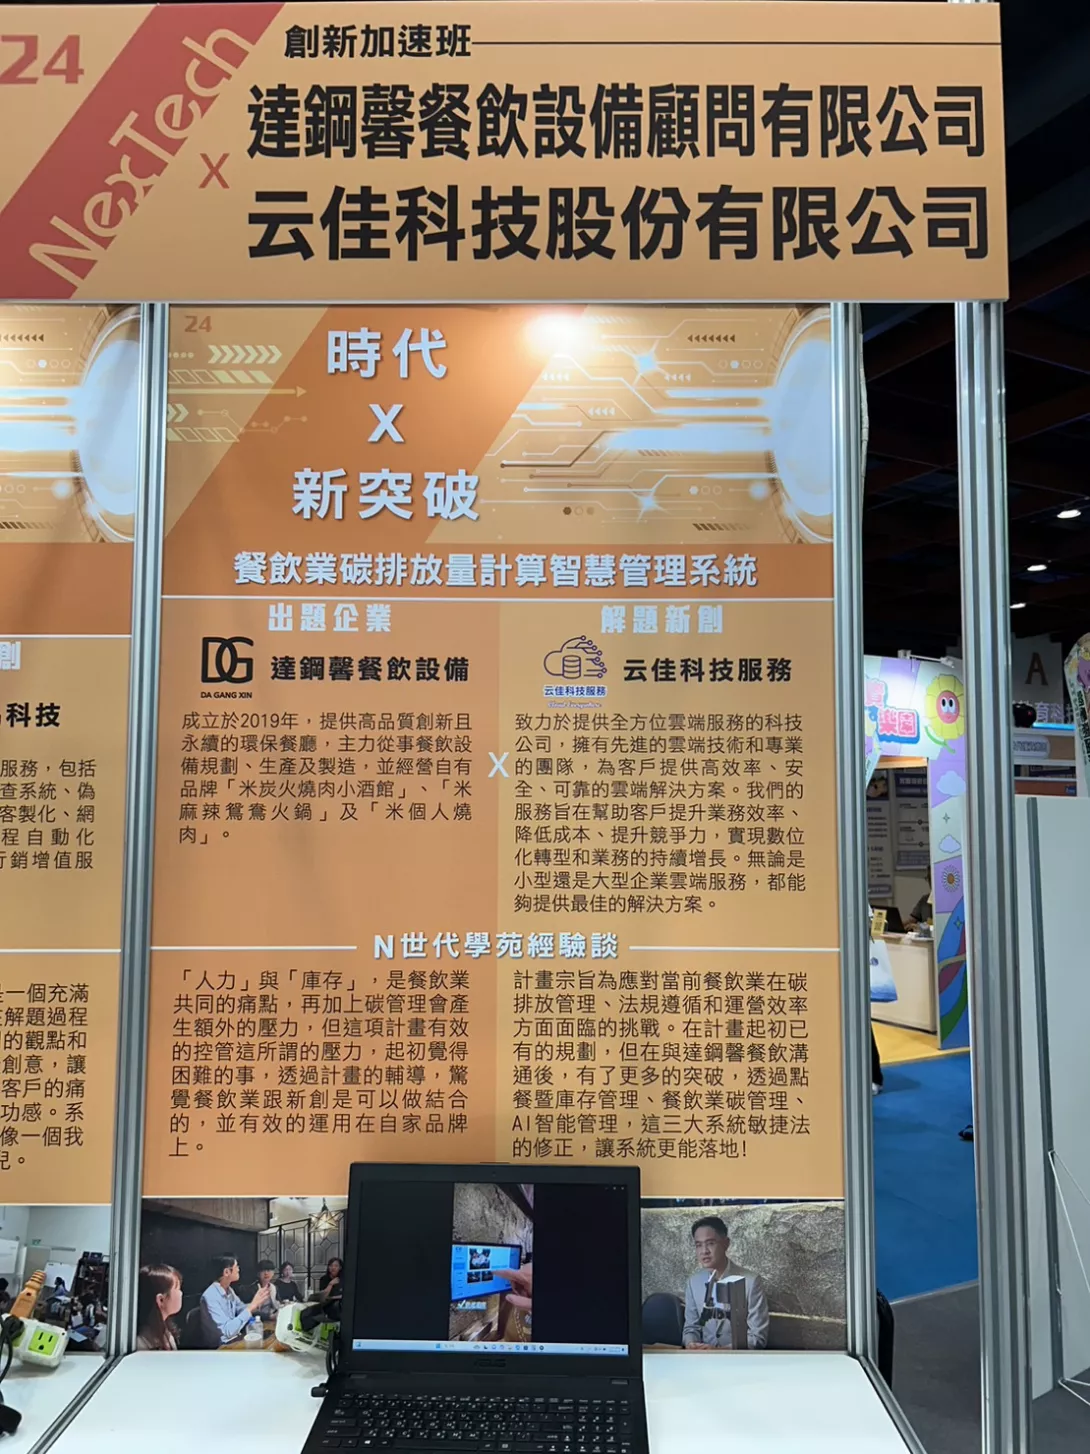 24
NexTech
創新加速班
達鋼馨餐飲設備顧問有限公司
X
云佳科技股份有限公司
24
時代
X
新突破
餐飲業碳排放量計算智慧管理系統
出題企業
DG
DA GANG XIN
達鋼馨餐飲設備
成立於2019年,提供高品質創新且
永續的環保餐廳,主力從事餐飲設
備規劃、生產及製造,並經營自有
品牌「米炭火燒肉小酒館」、「米
麻辣鴛鴦火鍋」及「米個人燒
肉」。
X
解題新創
云佳科技服務
云佳科技服務
致力於提供全方位雲端服務的科技
公司,擁有先進的雲端技術和專業
的團隊,為客戶提供高效率、安
全、可靠的雲端解決方案。我們的
服務旨在幫助客戶提升業務效率、
降低成本、提升競爭力,實現數位
化轉型和業務的持續增長。無論是
小型還是大型企業雲端服務,都能
夠提供最佳的解決方案。
N世代學苑經驗談
「人力」與「庫存」,是餐飲業
共同的痛點,再加上碳管理會產
生額外的壓力,但這項計畫有效
的控管這所謂的壓力,起初覺得
困難的事,透過計畫的輔導,驚
覺餐飲業跟新創是可以做結合
的,並有效的運用在自家品牌
上。
計畫宗旨為應對當前餐飲業在碳
排放管理、法規遵循和運營效率
方面面臨的挑戰。在計畫起初已
有的規劃,但在與達鋼馨餐飲溝
通後,有了更多的突破,透過點
餐暨庫存管理、餐飲業碳管理、
AI智能管理,這三大系統敏捷法
的修正,讓系統更能落地!
創
科技
服務,包括
查系統、偽
客製化、網
程自動化
行銷增值服
是一個充滿
解題過程
的觀點和
創意,讓
客戶的痛
功感。系
像一個我
兒。
A
ASUS